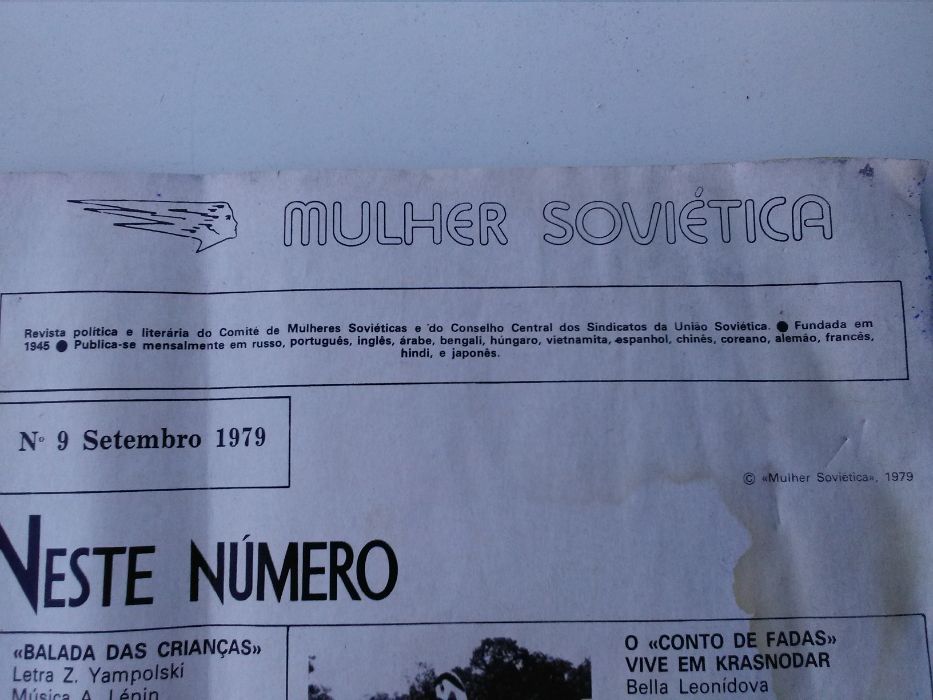 MULHER SOVIÉTICA
Revista política e literária do Comité de Mulheres Soviéticas e do Conselho Central dos Sindicatos da União Soviética. ● Fundada em
1945 ● Publica-se mensalmente em russo, português, inglês, árabe, bengali, húngaro, vietnamita, espanhol, chinês, coreano, alemão, francês,
hindi, e japonês.
Nº 9 Setembro 1979
© «Mulher Soviética», 1979
NESTE NÚMERO
«BALADA DAS CRIANÇAS»
Letra Z. Yampolski
Música A. Lénin
O «CONTO DE FADAS»
VIVE EM KRASNODAR
Bella Leonídova